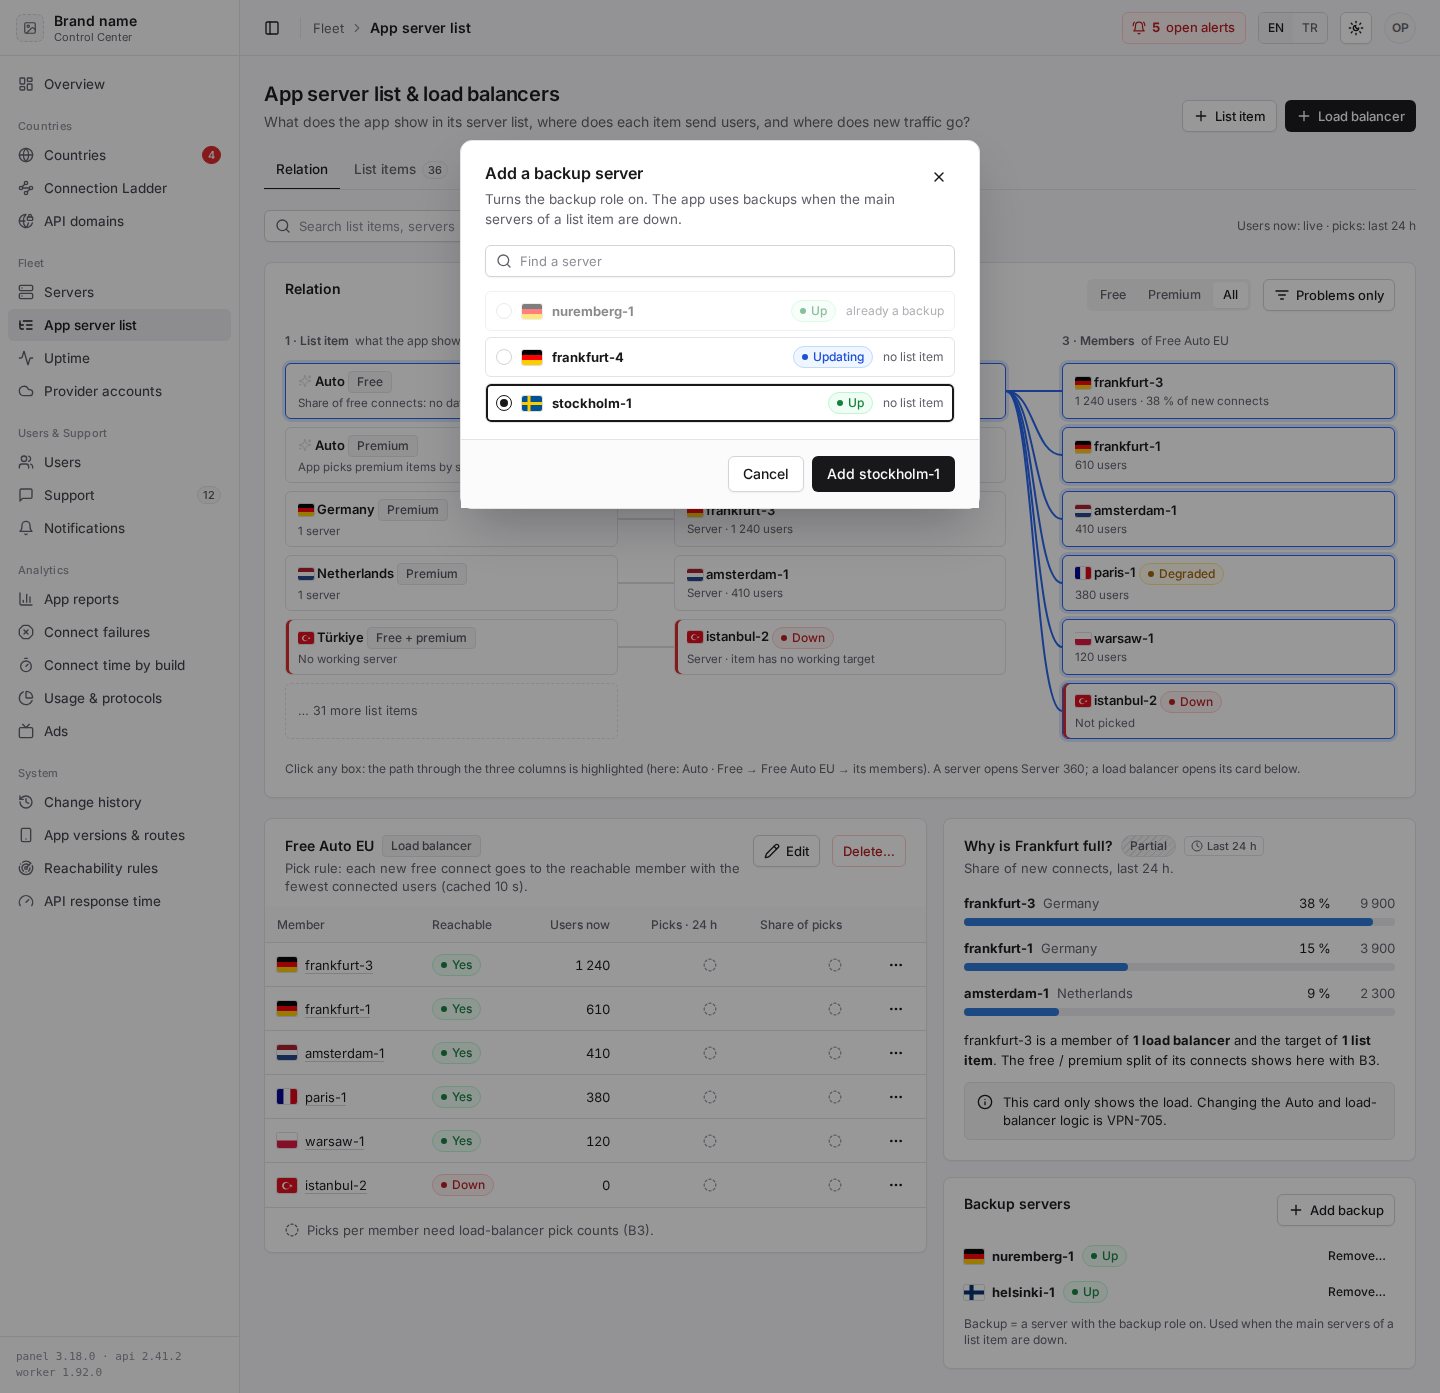 Brand name
Control Center
Fleet
App server list
5 open alerts
EN
TR
OP
Overview
Countries
Countries
4
Connection Ladder
API domains
Fleet
Servers
App server list
Uptime
Provider accounts
Users & Support
Users
Support
12
Notifications
Analytics
App reports
Connect failures
Connect time by build
Usage & protocols
Ads
System
Change history
App versions & routes
Reachability rules
API response time
panel 3.18.0 · api 2.41.2
worker 1.92.0
App server list & load balancers
What does the app show in its server list, where does each item send users, and where does new traffic go?
List item
Load balancer
Relation
List items
36
Search list items, servers
Users now: live · picks: last 24 h
Add a backup server
Turns the backup role on. The app uses backups when the main
servers of a list item are down.
Find a server
nuremberg-1
Up
already a backup
frankfurt-4
Updating
no list item
stockholm-1
Up
no list item
Cancel
Add stockholm-1
Relation
Free
Premium
All
Problems only
1 · List item what the app show
3 · Members of Free Auto EU
Auto
Free
Share of free connects: no da
frankfurt-3
1 240 users · 38 % of new connects
Auto
Premium
App picks premium items by s
frankfurt-1
610 users
Germany
Premium
1 server
frankfurt-3
Server · 1 240 users
amsterdam-1
410 users
Netherlands
Premium
1 server
amsterdam-1
Server · 410 users
paris-1
Degraded
380 users
Türkiye
Free + premium
No working server
istanbul-2
Down
Server · item has no working target
warsaw-1
120 users
... 31 more list items
istanbul-2
Down
Not picked
Click any box: the path through the three columns is highlighted (here: Auto · Free → Free Auto EU → its members). A server opens Server 360; a load balancer opens its card below.
Free Auto EU
Load balancer
Pick rule: each new free connect goes to the reachable member with the
fewest connected users (cached 10 s).
Edit
Delete...
Member
Reachable
Users now
Picks · 24 h
Share of picks
frankfurt-3
Yes
1 240
frankfurt-1
Yes
610
amsterdam-1
Yes
410
paris-1
Yes
380
warsaw-1
Yes
120
istanbul-2
Down
0
Picks per member need load-balancer pick counts (B3).
Why is Frankfurt full?
Partial
Last 24 h
Share of new connects, last 24 h.
frankfurt-3 Germany
38 %
9 900
frankfurt-1 Germany
15 %
3 900
amsterdam-1 Netherlands
9 %
2 300
frankfurt-3 is a member of 1 load balancer and the target of 1 list
item. The free / premium split of its connects shows here with B3.
This card only shows the load. Changing the Auto and load-
balancer logic is VPN-705.
Backup servers
Add backup
nuremberg-1
Up
Remove...
helsinki-1
Up
Remove...
Backup = a server with the backup role on. Used when the main servers of a
list item are down.